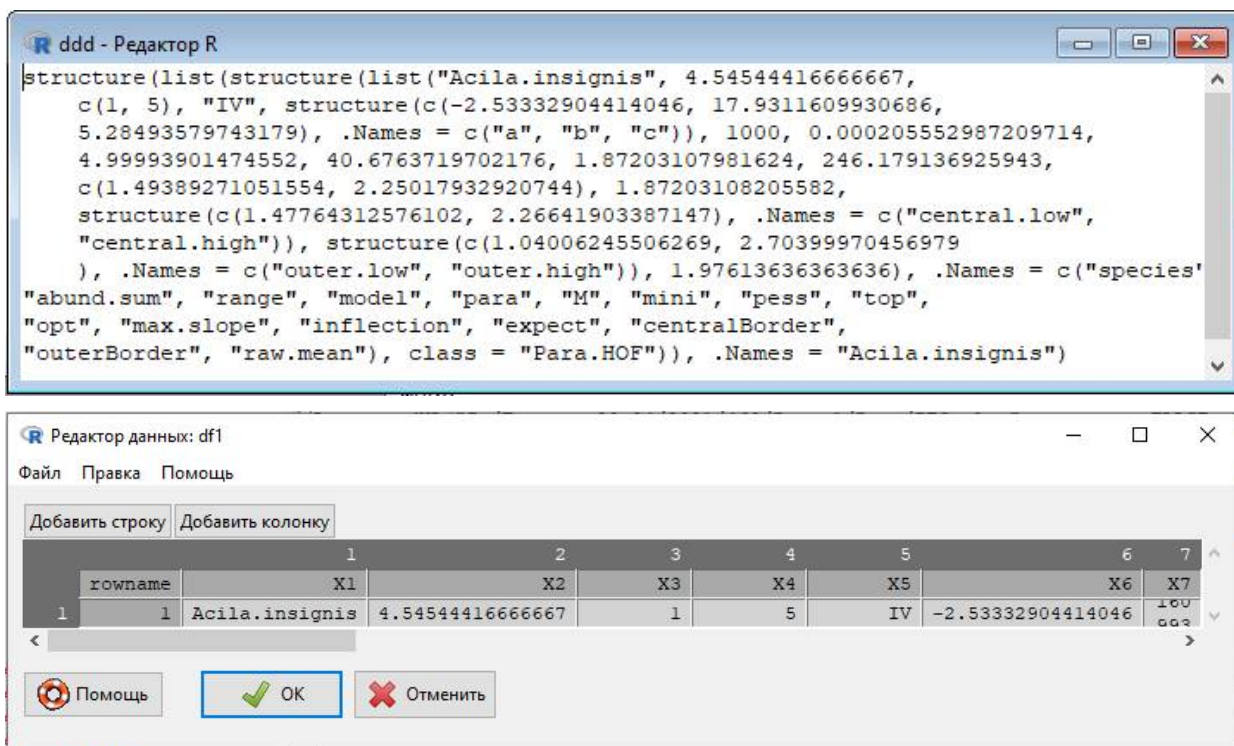 ddd - Редактор R
structure(list(structure(list("Acila.insignis", 4.54544416666667,
c(1, 5), "IV", structure(c(-2.53332904414046, 17.9311609930686,
5.28493579743179), .Names = c("a", "b", "c")), 1000, 0.000205552987209714,
4.99993901474552, 40.6763719702176, 1.87203107981624, 246.179136925943,
c(1.49389271051554, 2.25017932920744), 1.87203108205582,
structure(c(1.47764312576102, 2.26641903387147), .Names = c("central.low",
"central.high")), structure(c(1.04006245506269, 2.70399970456979
), .Names = c("outer.low", "outer.high")), 1.97613636363636), .Names = c("species"
"abund.sum", "range", "model", "para", "M", "mini", "pess", "top",
"opt", "max.slope", "inflection", "expect", "centralBorder",
"outerBorder", "raw.mean"), class = "Para.HOF")), .Names = "Acila.insignis")
Редактор данных: df1
Файл Правка Помощь
Добавить строку Добавить колонку
1 2 3 4 5 6 7
rowname X1 X2 X3 X4 X5 X6 X7
1 1 Acila.insignis 4.54544416666667 1 5 IV -2.53332904414046
Помощь OK Отменить